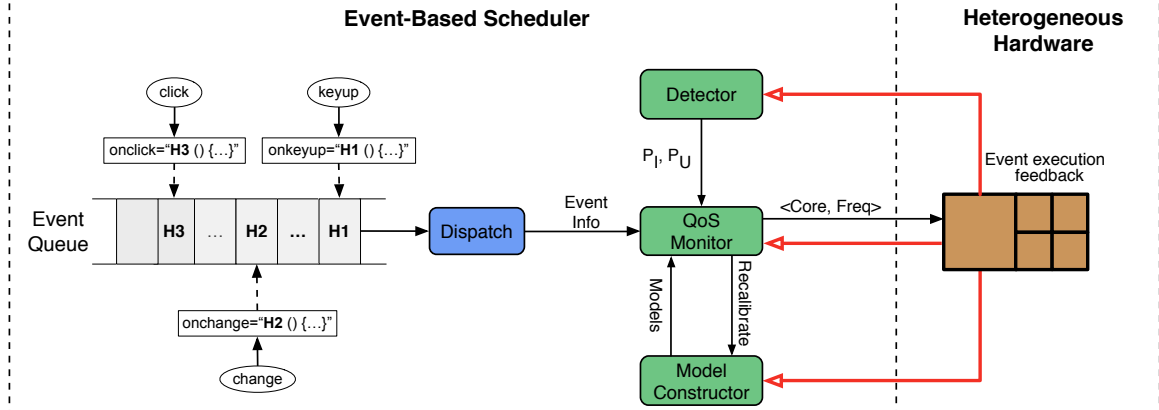 Event-Based Scheduler
Heterogeneous
Hardware
click
keyup
onclick=“H3 () {…}”
onkeyup=“H1 () {…}”
Event
Queue
H3
…
H2
...
H1
onchange=“H2 () {…}”
change
Dispatch
Event
Info
Detector
P_I, P_U
QoS
Monitor
<Core, Freq>
Models
Recalibrate
Model
Constructor
Event execution
feedback